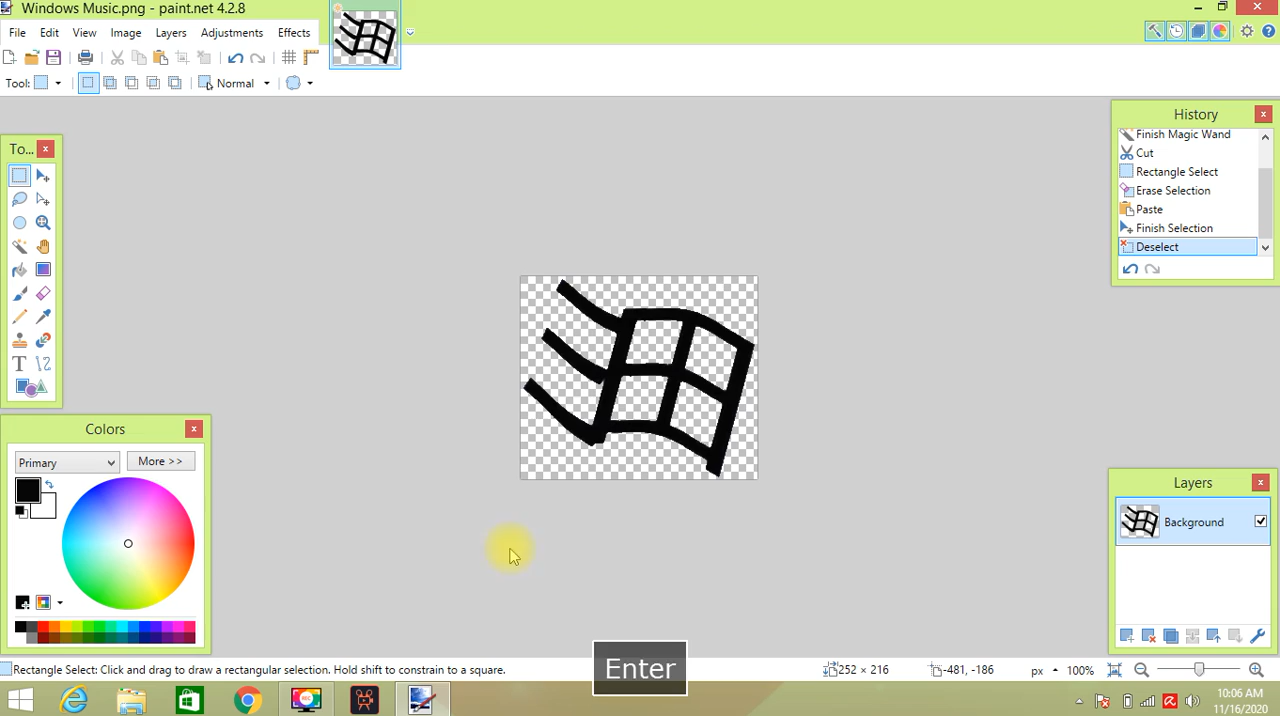 Windows Music.png - paint.net 4.2.8
File Edit View Image Layers Adjustments Effects
Tool: Normal
To...
History
Finish Magic Wand
Cut
Rectangle Select
Erase Selection
Paste
Finish Selection
Deselect
Colors
Primary More >>
Layers
Background
Enter
Rectangle Select: Click and drag to draw a rectangular selection. Hold shift to constrain to a square. 252 × 216 -481, -186 px 100%
10:06 AM
11/16/2020